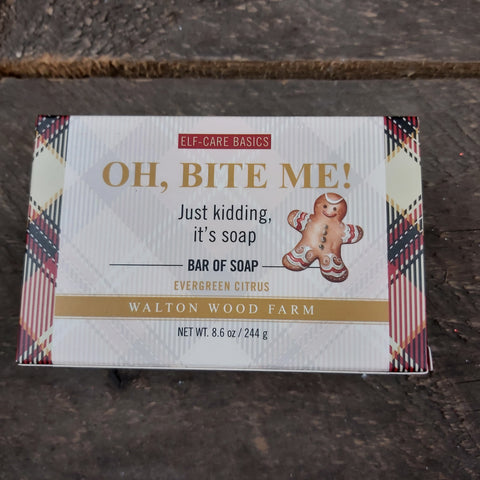 ELF-CARE BASICS
OH, BITE ME!
Just kidding,
it's soap
BAR OF SOAP
EVERGREEN CITRUS
WALTON WOOD FARM
NET WT. 8.6 oz / 244 g